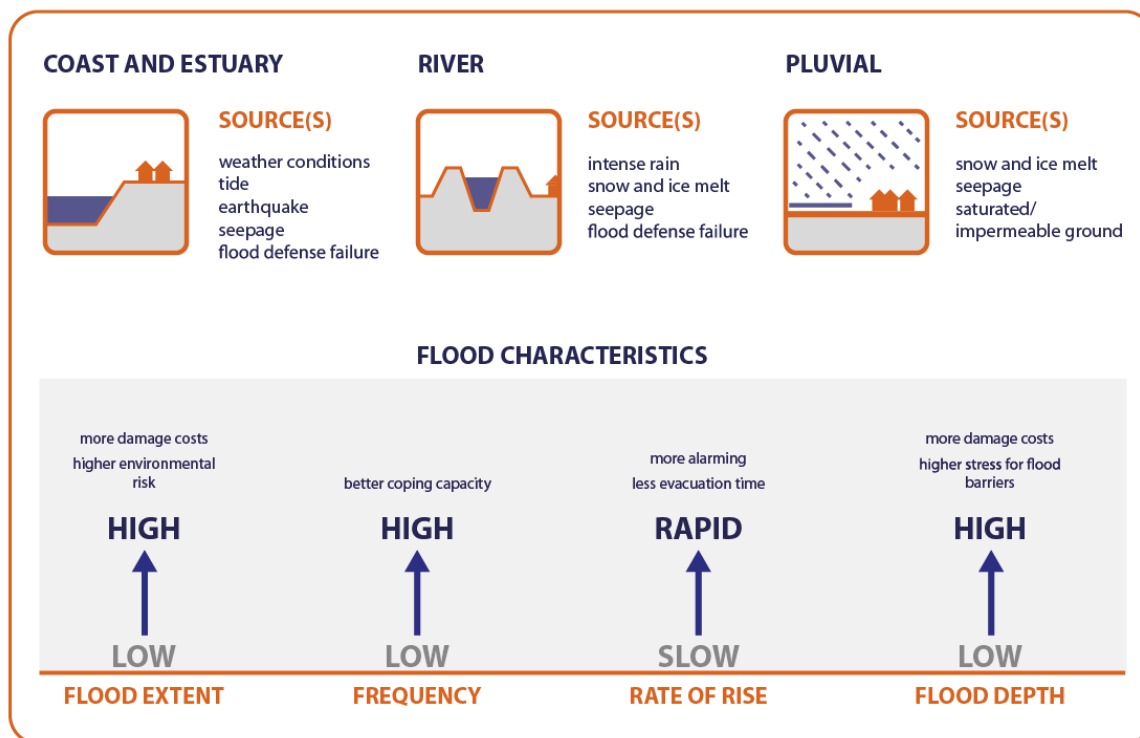 COAST AND ESTUARY
SOURCE(S)
weather conditions
tide
earthquake
seepage
flood defense failure
RIVER
SOURCE(S)
intense rain
snow and ice melt
seepage
flood defense failure
PLUVIAL
SOURCE(S)
snow and ice melt
seepage
saturated/
impermeable ground
FLOOD CHARACTERISTICS
more damage costs
higher environmental
risk
HIGH
LOW
FLOOD EXTENT
better coping capacity
HIGH
LOW
FREQUENCY
more alarming
less evacuation time
RAPID
SLOW
RATE OF RISE
more damage costs
higher stress for flood
barriers
HIGH
LOW
FLOOD DEPTH